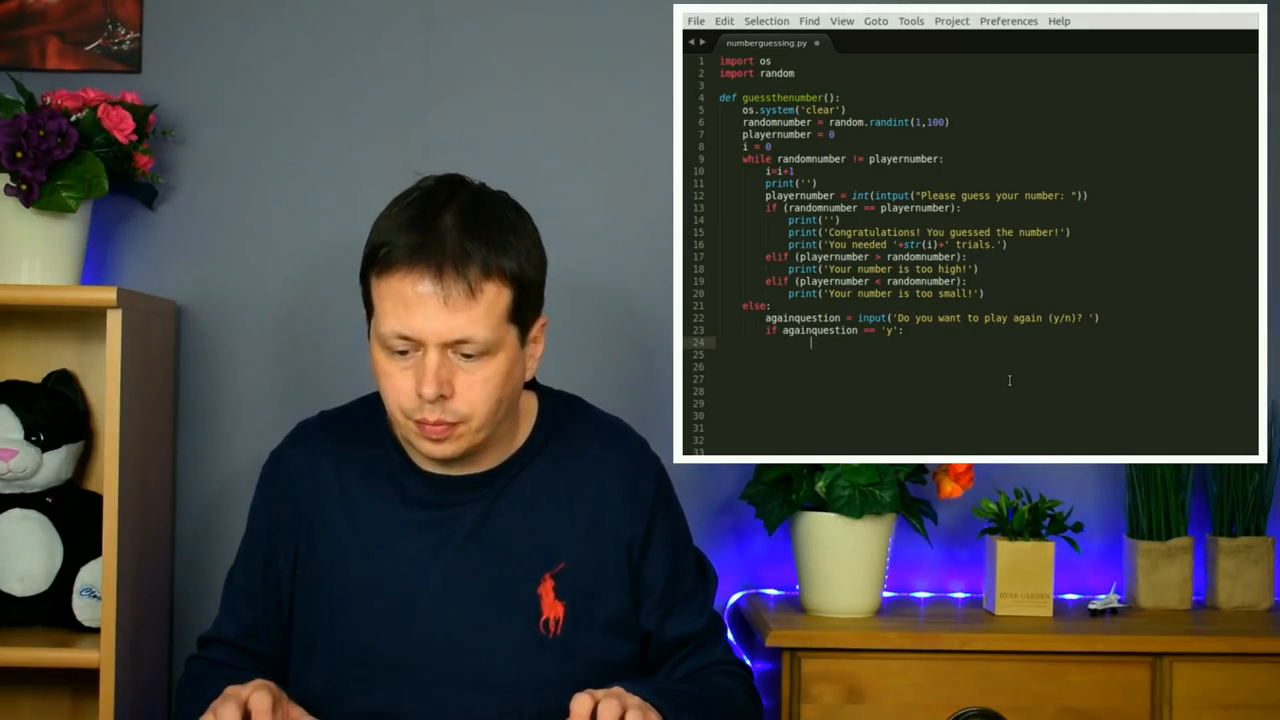 File Edit Selection Find View Goto Tools Project Preferences Help
numberguessing.py
1 import os
2 import random
3
4 def guessthenumber():
5 os.system('clear')
6 randomnumber = random.randint(1,100)
7 playernumber = 0
8 i = 0
9 while randomnumber != playernumber:
10 i=i+1
11 print('')
12 playernumber = int(intput("Please guess your number: "))
13 if (randomnumber == playernumber):
14 print('')
15 print('Congratulations! You guessed the number!')
16 print('You needed '+str(i)+' trials.')
17 elif (playernumber > randomnumber):
18 print('Your number is too high!')
19 elif (playernumber < randomnumber):
20 print('Your number is too small!')
21 else:
22 againquestion = input('Do you want to play again (y/n)? ')
23 if againquestion == 'y':
24
25
26
27
28
29
30
31
32
33
HERB GARDEN